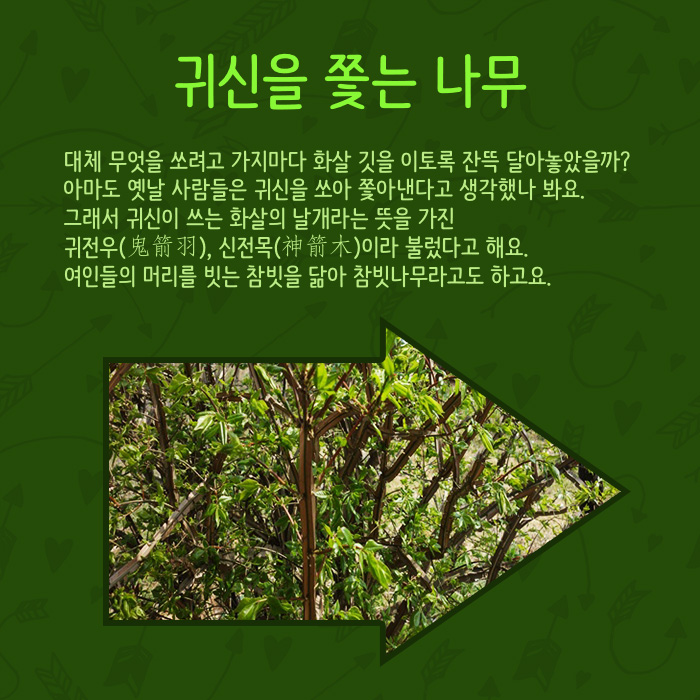 귀신을 쫓는 나무
대체 무엇을 쏘려고 가지마다 화살 깃을 이토록 잔뜩 달아놓았을까?
아마도 옛날 사람들은 귀신을 쏘아 쫓아낸다고 생각했나 봐요.
그래서 귀신이 쓰는 화살의 날개라는 뜻을 가진
귀전우(鬼箭羽), 신전목(神箭木)이라 불렀다고 해요.
여인들의 머리를 빗는 참빗을 닮아 참빗나무라고도 하고요.